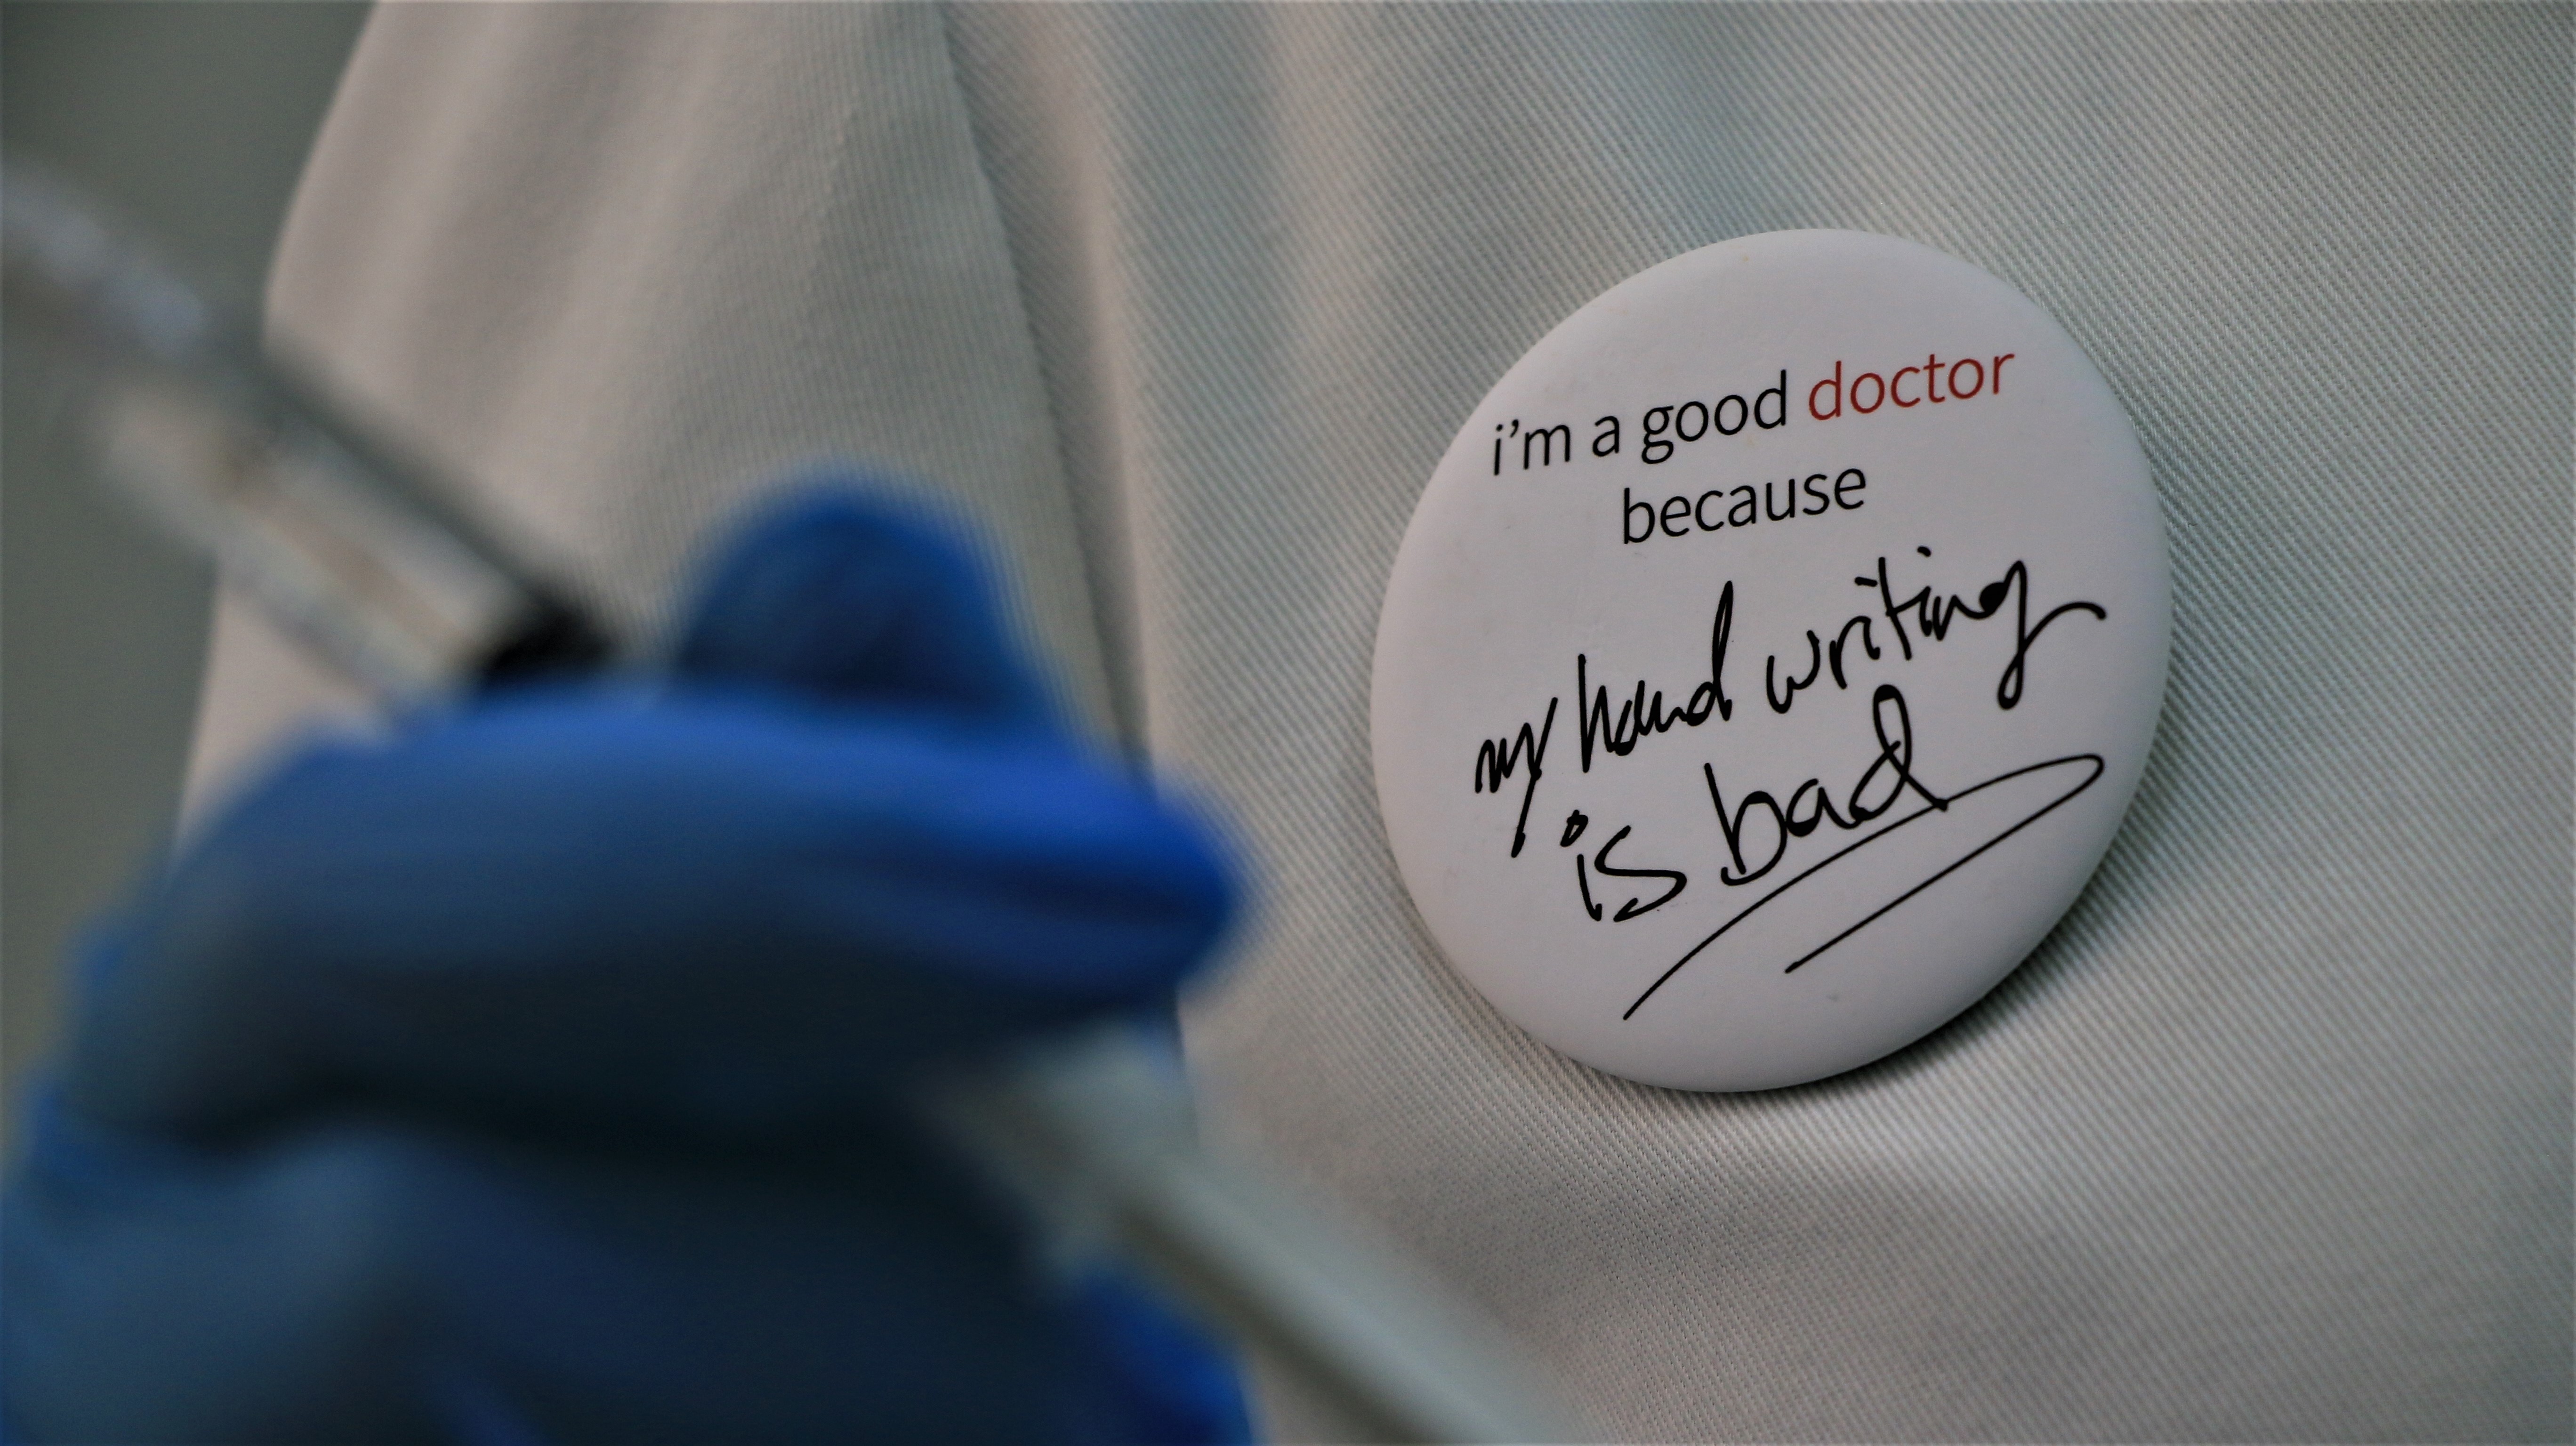 i'm a good doctor
because
my hand writing
is bad